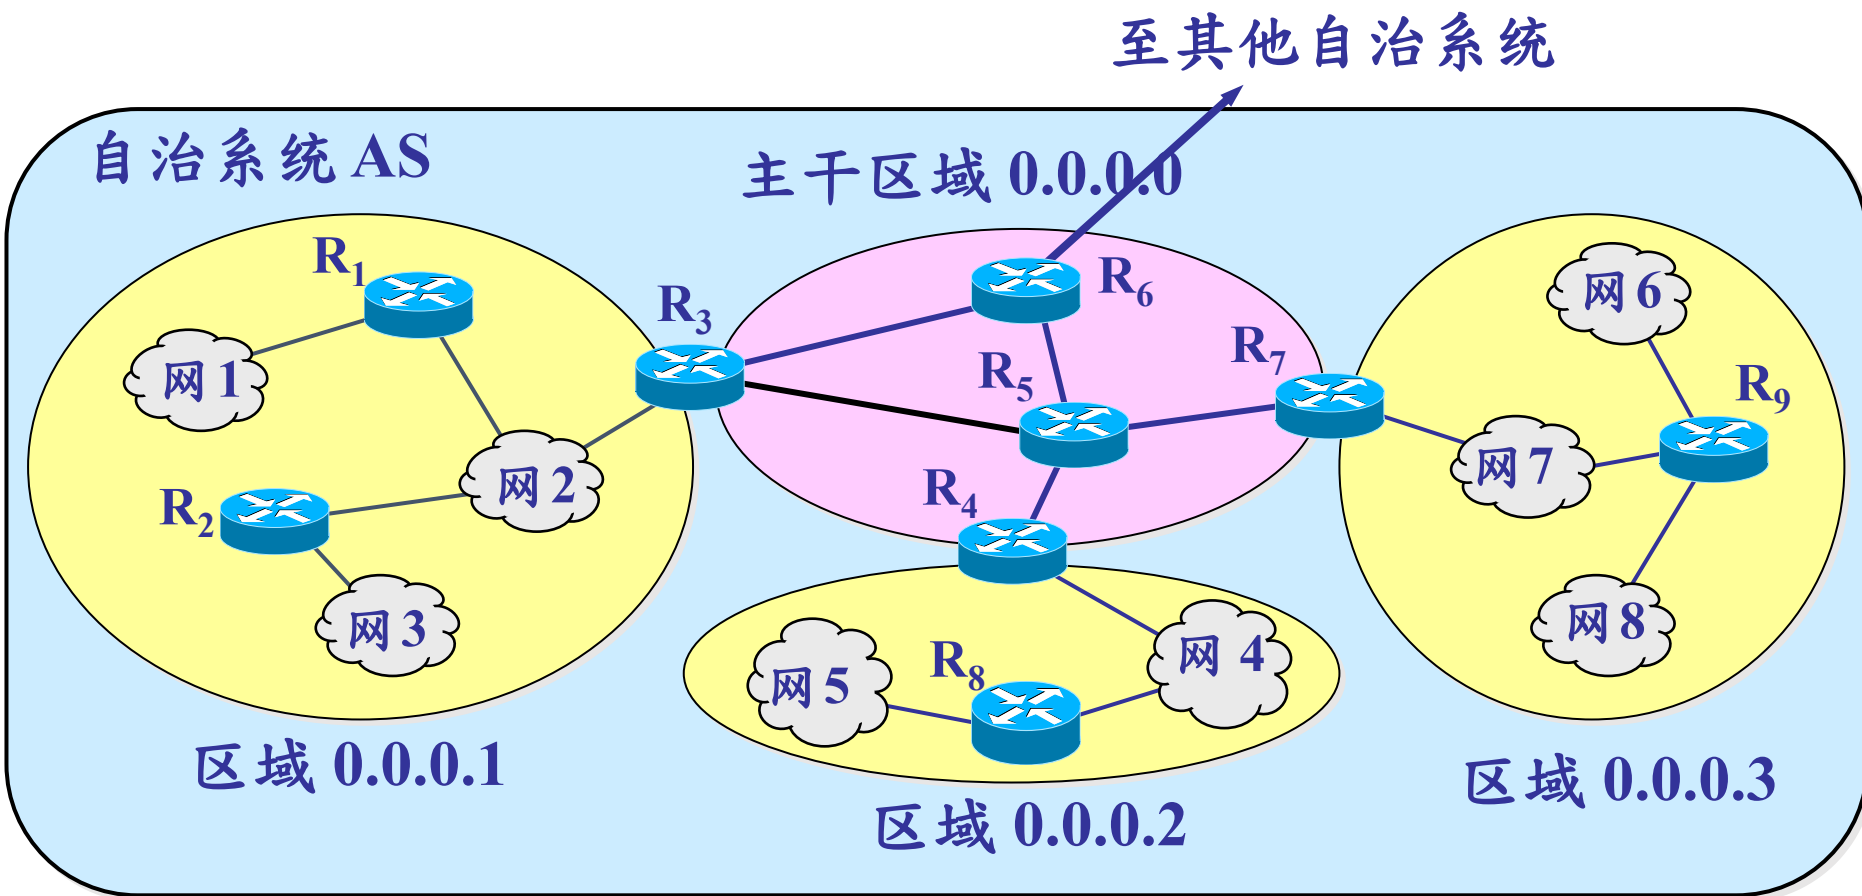 至其他自治系统
自治系统 AS
主干区域 0.0.0.0
R1
R3
R6
R5
R7
R9
R2
R4
R8
网1
网2
网3
网6
网7
网8
网5
网 4
区域 0.0.0.1
区域 0.0.0.2
区域 0.0.0.3